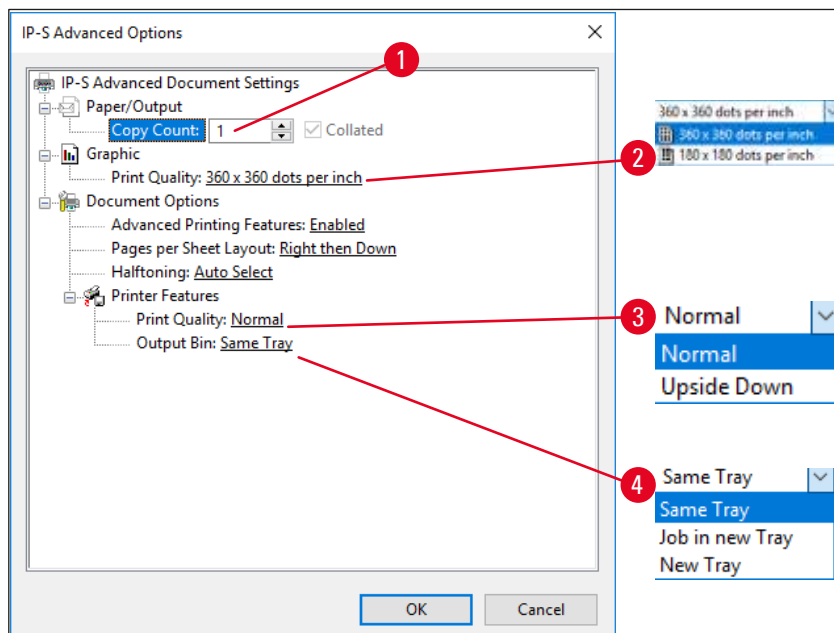 IP-S Advanced Options
1
IP-S Advanced Document Settings
Paper/Output
Copy Count: 1 Collated
Graphic
Print Quality: 360 x 360 dots per inch
Document Options
Advanced Printing Features: Enabled
Pages per Sheet Layout: Right then Down
Halftoning: Auto Select
Printer Features
Print Quality: Normal
Output Bin: Same Tray
OK Cancel
2
360 x 360 dots per inch
360 x 360 dots per inch
180 x 180 dots per inch
3
Normal
Normal
Upside Down
4
Same Tray
Same Tray
Job in new Tray
New Tray